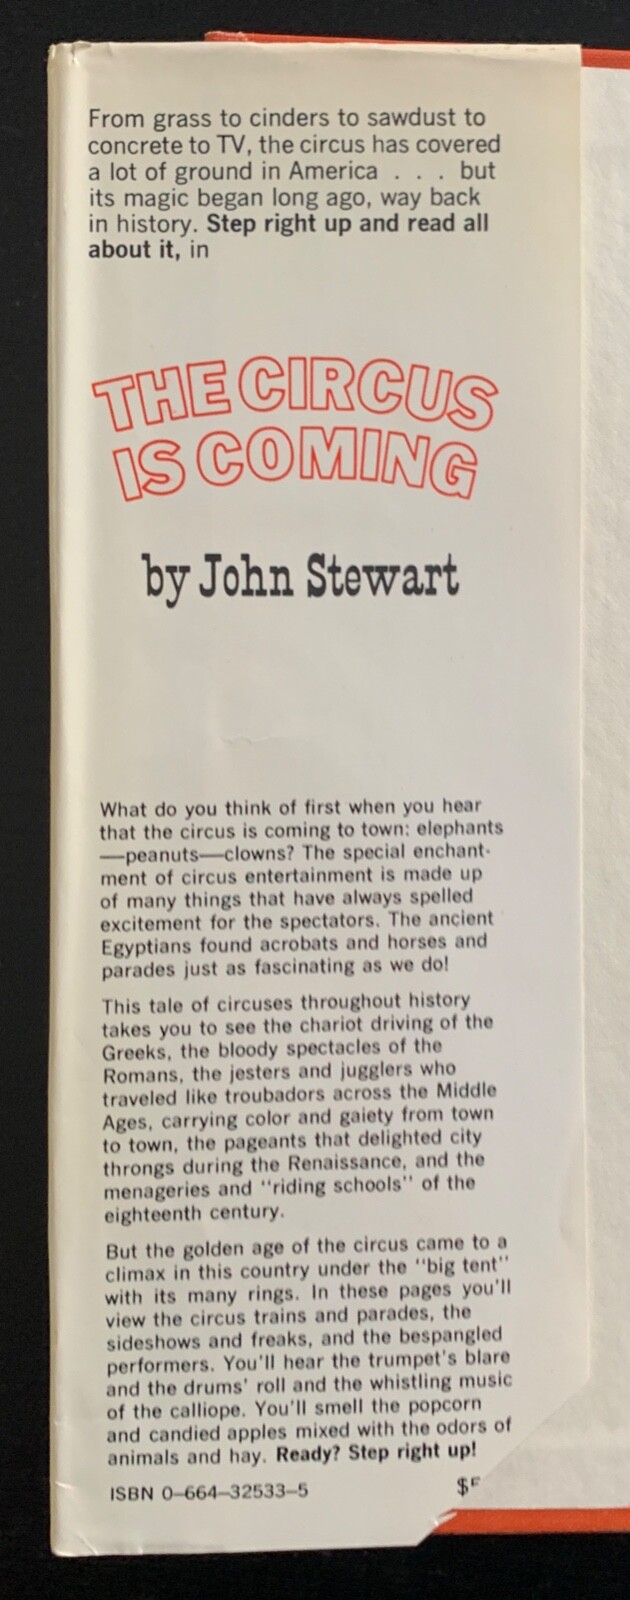 From grass to cinders to sawdust to
concrete to TV, the circus has covered
a lot of ground in America . . . but
its magic began long ago, way back
in history. Step right up and read all
about it, in
THE CIRCUS
IS COMING
by John Stewart
What do you think of first when you hear
that the circus is coming to town: elephants
—peanuts—clowns? The special enchant-
ment of circus entertainment is made up
of many things that have always spelled
excitement for the spectators. The ancient
Egyptians found acrobats and horses and
parades just as fascinating as we do!
This tale of circuses throughout history
takes you to see the chariot driving of the
Greeks, the bloody spectacles of the
Romans, the jesters and jugglers who
traveled like troubadors across the Middle
Ages, carrying color and gaiety from town
to town, the pageants that delighted city
throngs during the Renaissance, and the
menageries and "riding schools" of the
eighteenth century.
But the golden age of the circus came to a
climax in this country under the "big tent"
with its many rings. In these pages you'll
view the circus trains and parades, the
sideshows and freaks, and the bespangled
performers. You'll hear the trumpet's blare
and the drums' roll and the whistling music
of the calliope. You'll smell the popcorn
and candied apples mixed with the odors of
animals and hay. Ready? Step right up!
ISBN 0–664–32533–5 $